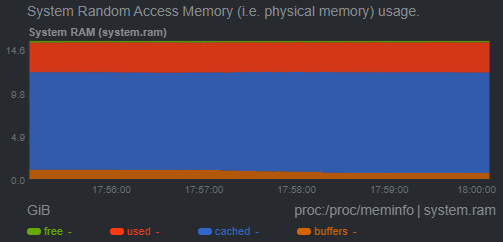 System Random Access Memory (i.e. physical memory) usage.
System RAM (system.ram)
14.6
9.8
4.9
0.0
17:56:00 17:57:00 17:58:00 17:59:00 18:00:00
GiB proc:/proc/meminfo | system.ram
free - used - cached - buffers -